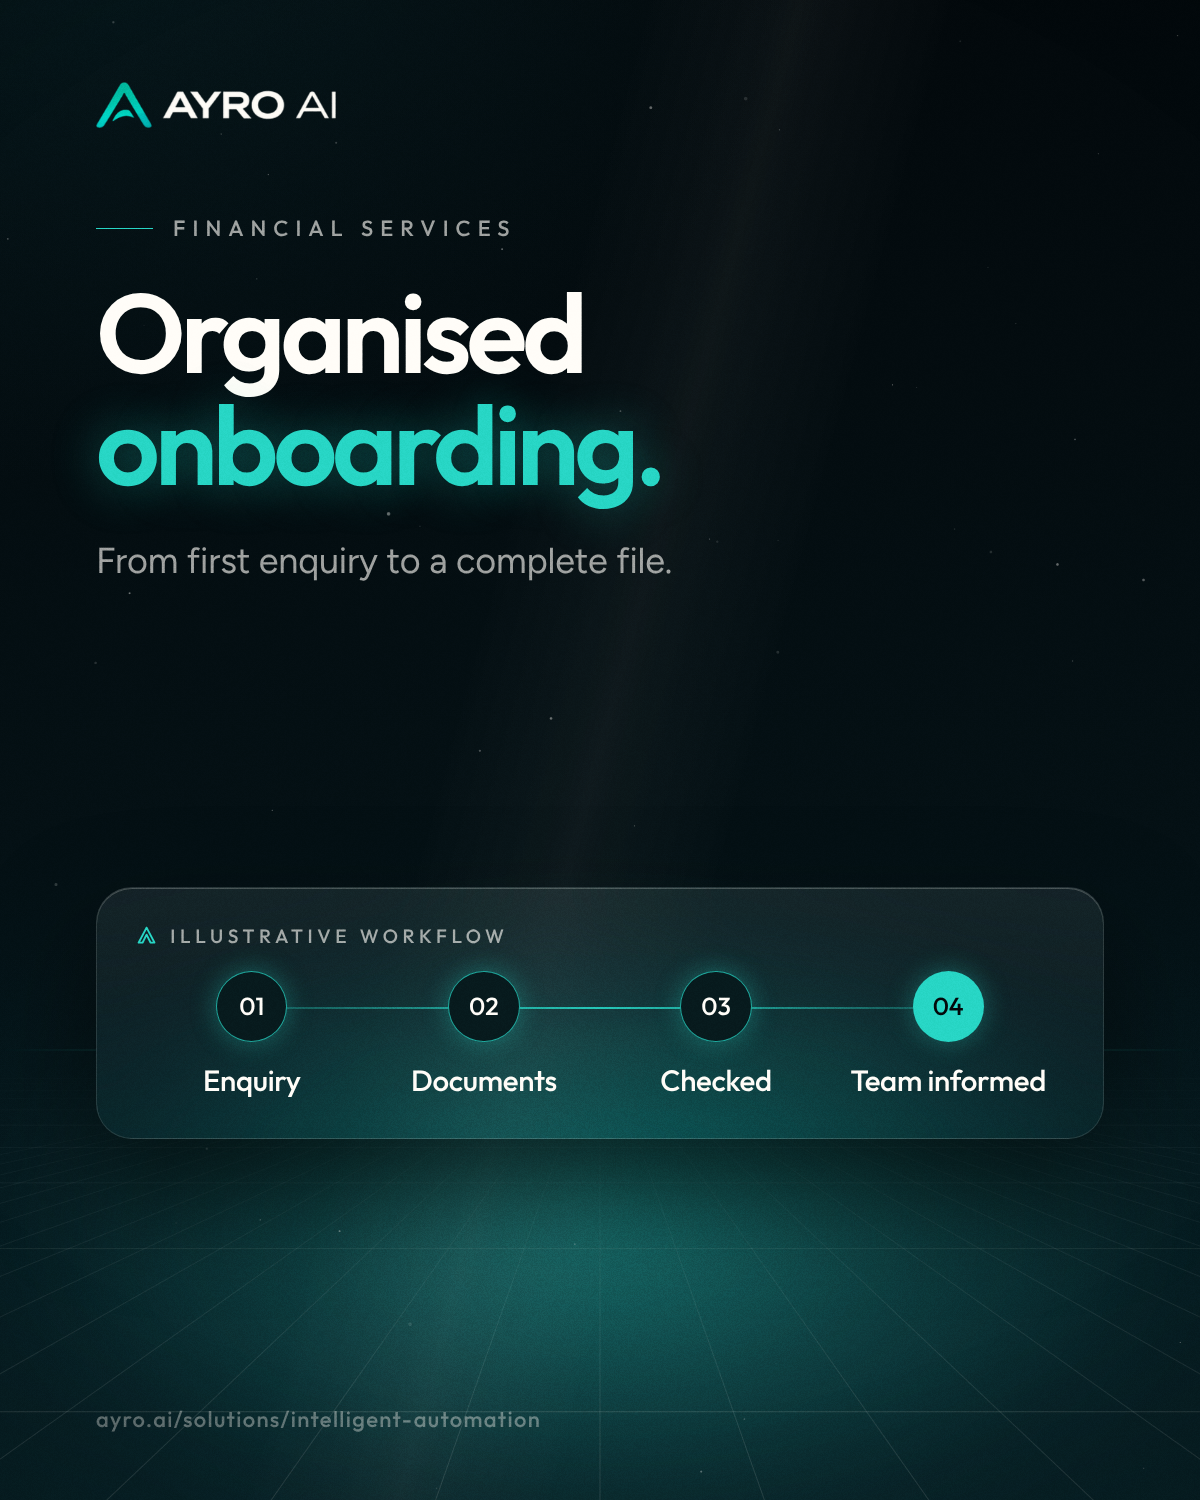 AYRO AI
FINANCIAL SERVICES
Organised
onboarding.
From first enquiry to a complete file.
ILLUSTRATIVE WORKFLOW
01 02 03 04
Enquiry Documents Checked Team informed
ayro.ai/solutions/intelligent-automation